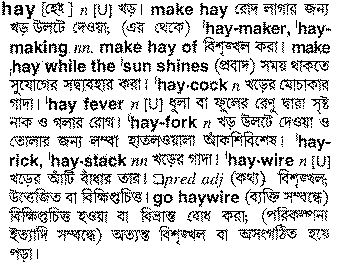 hay [হেই] n [U] খড়। make hay রোদ লাগার জন্য
খড় উলটে দেওয়া; (এর থেকে) ˈhay-maker, ˈhay-
making nn. make hay of বিশৃঙ্খল করা। make
ˌhay while the ˈsun shines (প্রবাদ) সময় থাকতে
সুযোগের সদ্ব্যবহার করা। ˈhay-cock n খড়ের মোচাকার
গাদা। ˈhay fever n [U] ধুলা বা ফুলের রেণু দ্বারা সৃষ্ট
নাক ও গলার রোগ। ˈhay-fork n খড় উলটে দেওয়া ও
তোলার জন্য লম্বা হাতলওয়ালা আঁকশিবিশেষ। ˈhay-
rick, ˈhay-stack nn খড়ের গাদা। ˈhay-wire n [U]
খড়ের আঁটি বাঁধার তার। □pred adj (কথ্য) বিশৃঙ্খল;
উত্তেজিত বা বিক্ষিপ্তচিত্ত। go haywire (ব্যক্তি সম্বন্ধে)
বিক্ষিপ্তচিত্ত হওয়া বা বিভ্রান্ত বোধ করা; (পরিকল্পনা
ইত্যাদি সম্বন্ধে) অত্যন্ত বিশৃঙ্খল বা অসংগঠিত হয়ে
পড়া।